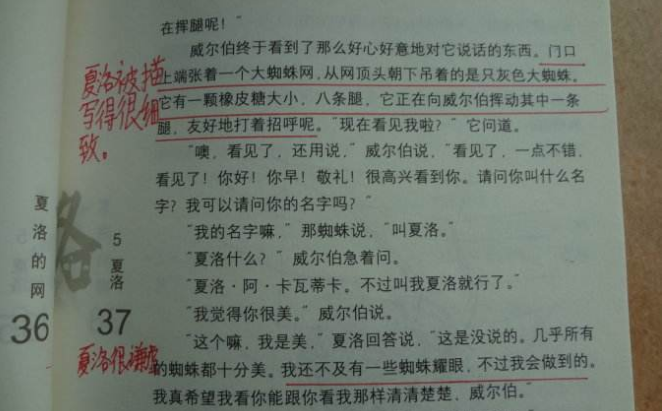 在挥腿呢！”
威尔伯终于看到了那么好心好意地对它说话的东西。门口
上端张着一个大蜘蛛网，从网顶头朝下吊着的是只灰色大蜘蛛。
它有一颗橡皮糖大小，八条腿，它正在向威尔伯挥动其中一条
腿，友好地打着招呼呢。“现在看见我啦？”它问道。
“噢，看见了，还用说，”威尔伯说，“看见了，一点不错，
看见了！你好！你早！敬礼！很高兴看到你。请问你叫什么名
字？我可以请问你的名字吗？”
“我的名字嘛，”那蜘蛛说，“叫夏洛。”
“夏洛什么？”威尔伯急着问。
“夏洛·阿·卡瓦蒂卡。不过叫我夏洛就行了。”
“我觉得你很美。”威尔伯说。
“这个嘛，我是美，”夏洛回答说，“这是没说的。几乎所有
的蜘蛛都十分美。我还不及有一些蜘蛛耀眼，不过我会做到的。
我真希望我看你能跟你看我那样清清楚楚，威尔伯。”
夏洛被描
写得很细
致。
夏洛很谦虚
夏洛的网
36
洛
5
夏洛
37